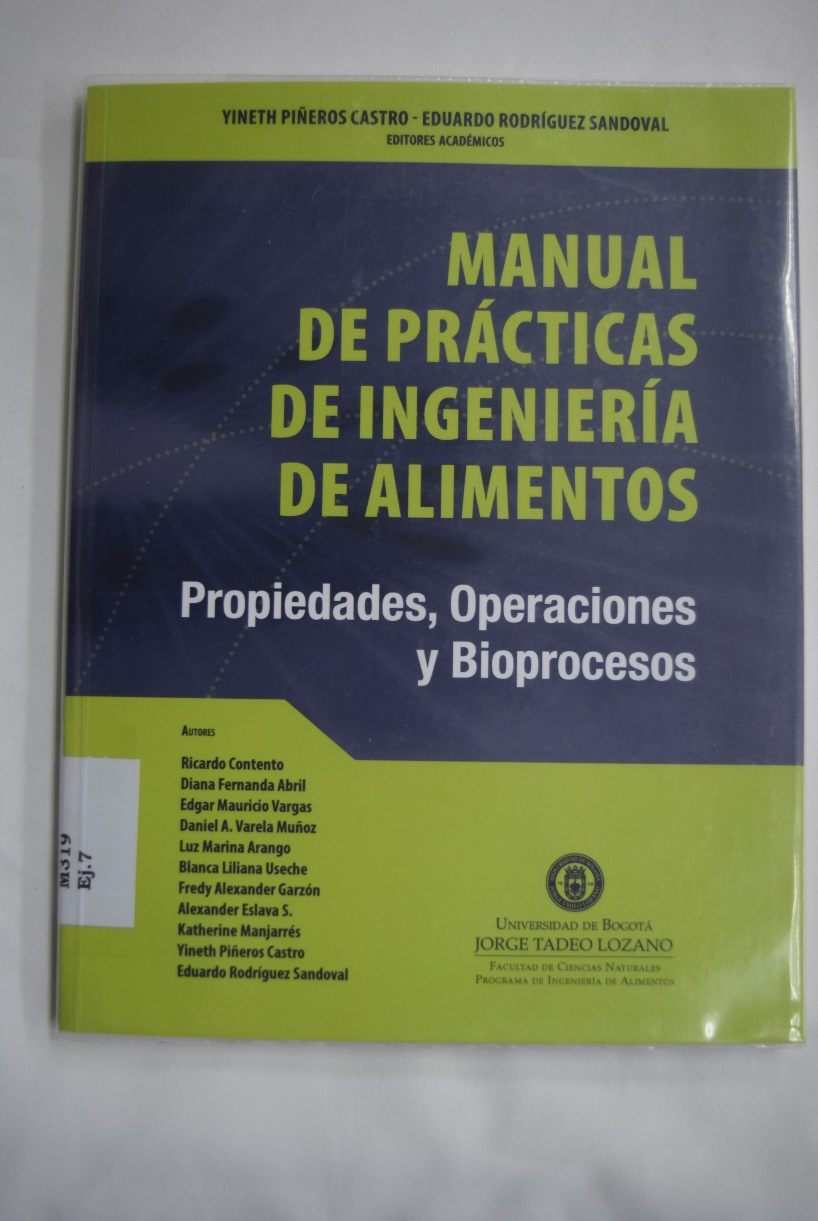 YINETH PIÑEROS CASTRO - EDUARDO RODRÍGUEZ SANDOVAL
EDITORES ACADÉMICOS
MANUAL
DE PRÁCTICAS
DE INGENIERÍA
DE ALIMENTOS
Propiedades, Operaciones
y Bioprocesos
AUTORES
Ricardo Contento
Diana Fernanda Abril
Edgar Mauricio Vargas
Daniel A. Varela Muñoz
Luz Marina Arango
Blanca Liliana Useche
Fredy Alexander Garzón
Alexander Eslava S.
Katherine Manjarrés
Yineth Piñeros Castro
Eduardo Rodríguez Sandoval
M319
Ej.7
UNIVERSIDAD DE BOGOTÁ
JORGE TADEO LOZANO
FACULTAD DE CIENCIAS NATURALES
PROGRAMA DE INGENIERÍA DE ALIMENTOS